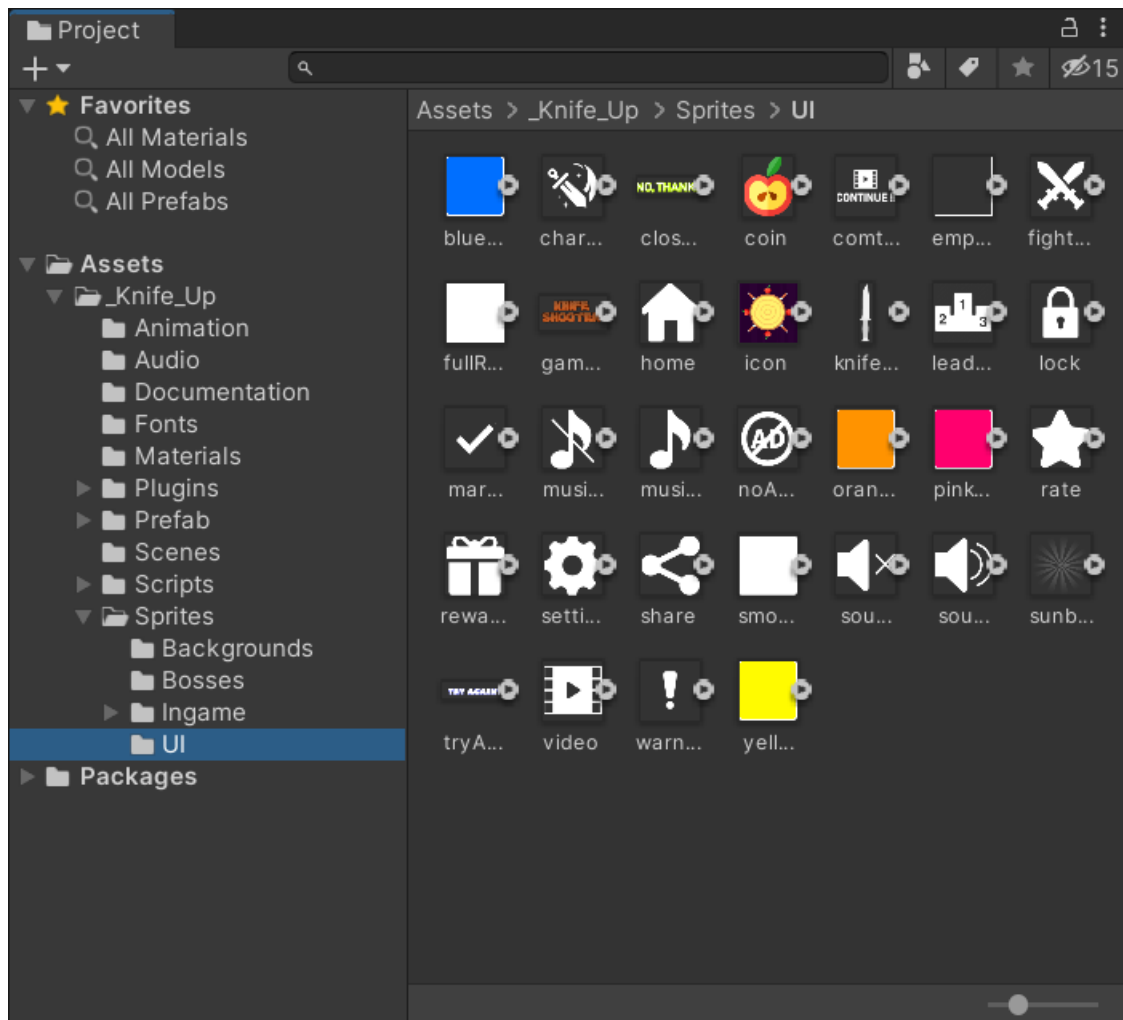 Project
15
Favorites
All Materials
All Models
All Prefabs
Assets
_Knife_Up
Animation
Audio
Documentation
Fonts
Materials
Plugins
Prefab
Scenes
Scripts
Sprites
Backgrounds
Bosses
Ingame
UI
Packages
Assets > _Knife_Up > Sprites > UI
NO, THANK
CONTINUE
blue... char... clos... coin comt... emp... fight...
KNIFE
SHOOTER
1
2 3
fullR... gam... home icon knife... lead... lock
AD
mar... musi... musi... noA... oran... pink... rate
rewa... setti... share smo... sou... sou... sunb...
TRY AGAIN
tryA... video warn... yell...